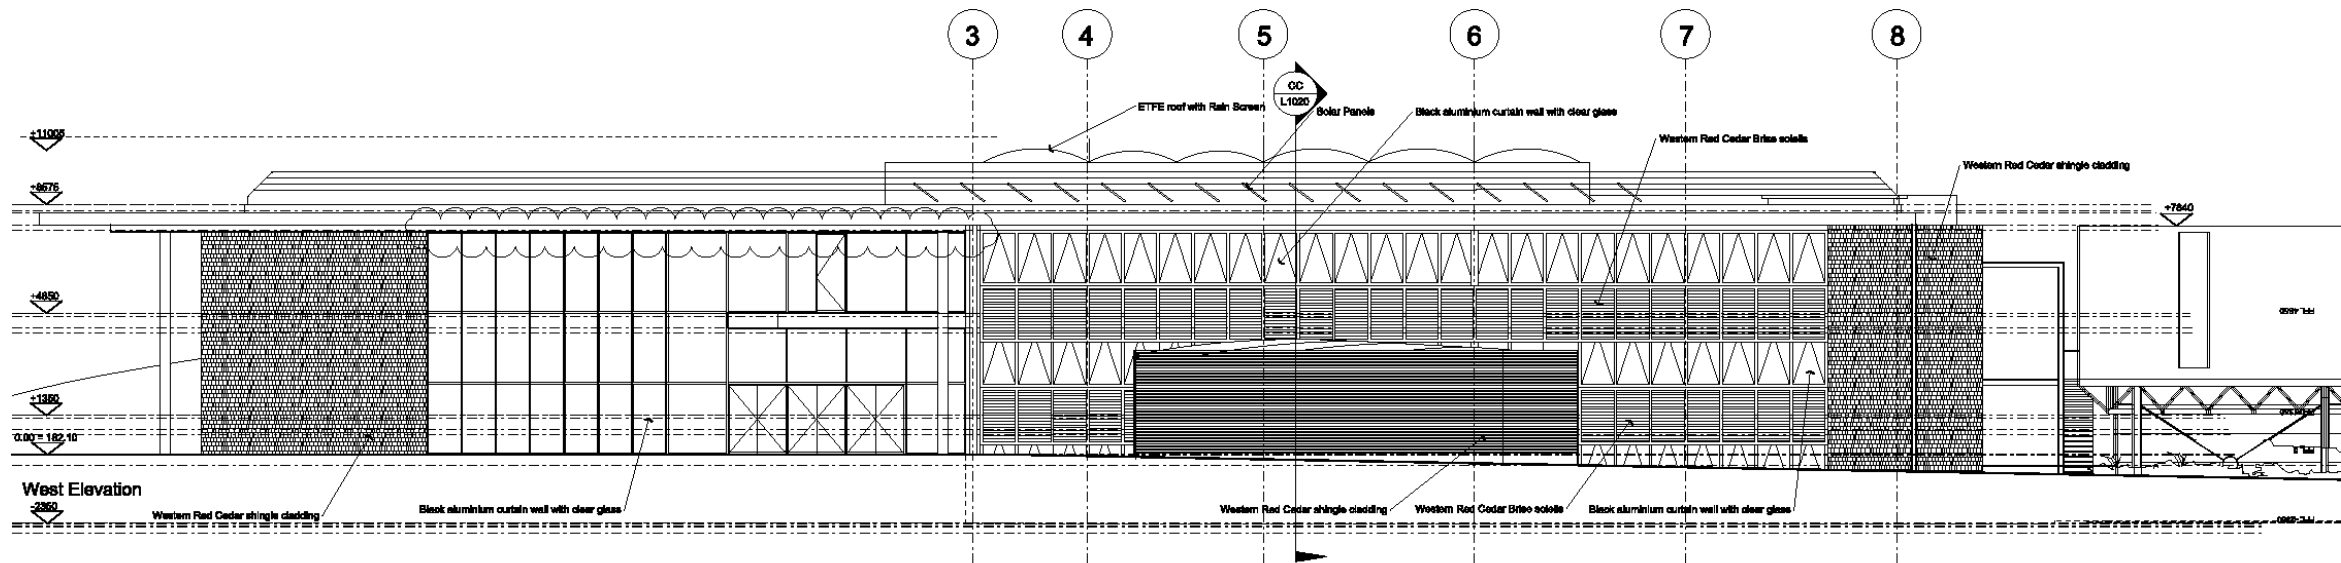 3 4 5 6 7 8
CC
L1020
ETFE roof with Rain Screen
Solar Panels
Black aluminium curtain wall with clear glass
Western Red Cedar Brise soleils
Western Red Cedar shingle cladding
+11005
+8575
+7640
+4650
+1350
0.00 = 182.10
West Elevation
-2350
Western Red Cedar shingle cladding
Black aluminium curtain wall with clear glass
Western Red Cedar shingle cladding
Western Red Cedar Brise soleils
Black aluminium curtain wall with clear glass